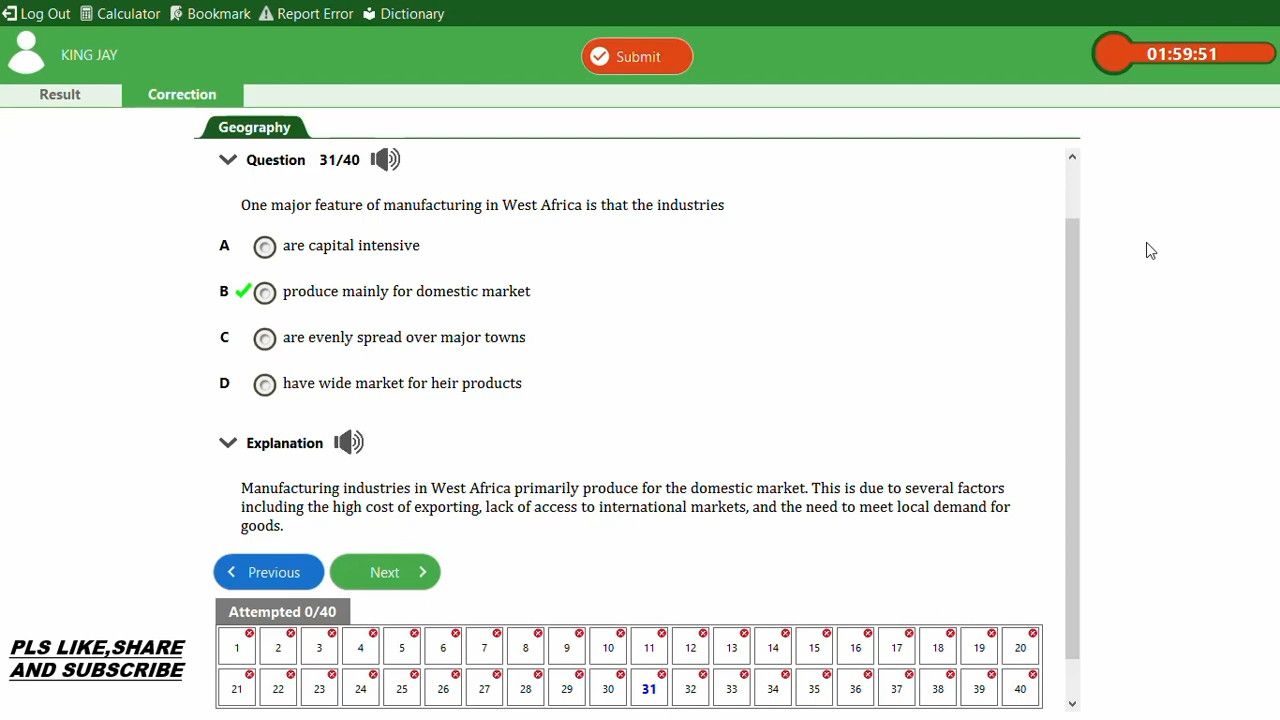 Log Out Calculator Bookmark Report Error Dictionary
KING JAY
Submit
01:59:51
Result Correction
Geography
Question 31/40
One major feature of manufacturing in West Africa is that the industries
A are capital intensive
B produce mainly for domestic market
C are evenly spread over major towns
D have wide market for heir products
Explanation
Manufacturing industries in West Africa primarily produce for the domestic market. This is due to several factors
including the high cost of exporting, lack of access to international markets, and the need to meet local demand for
goods.
Previous Next
Attempted 0/40
1 2 3 4 5 6 7 8 9 10 11 12 13 14 15 16 17 18 19 20
21 22 23 24 25 26 27 28 29 30 31 32 33 34 35 36 37 38 39 40
PLS LIKE,SHARE
AND SUBSCRIBE